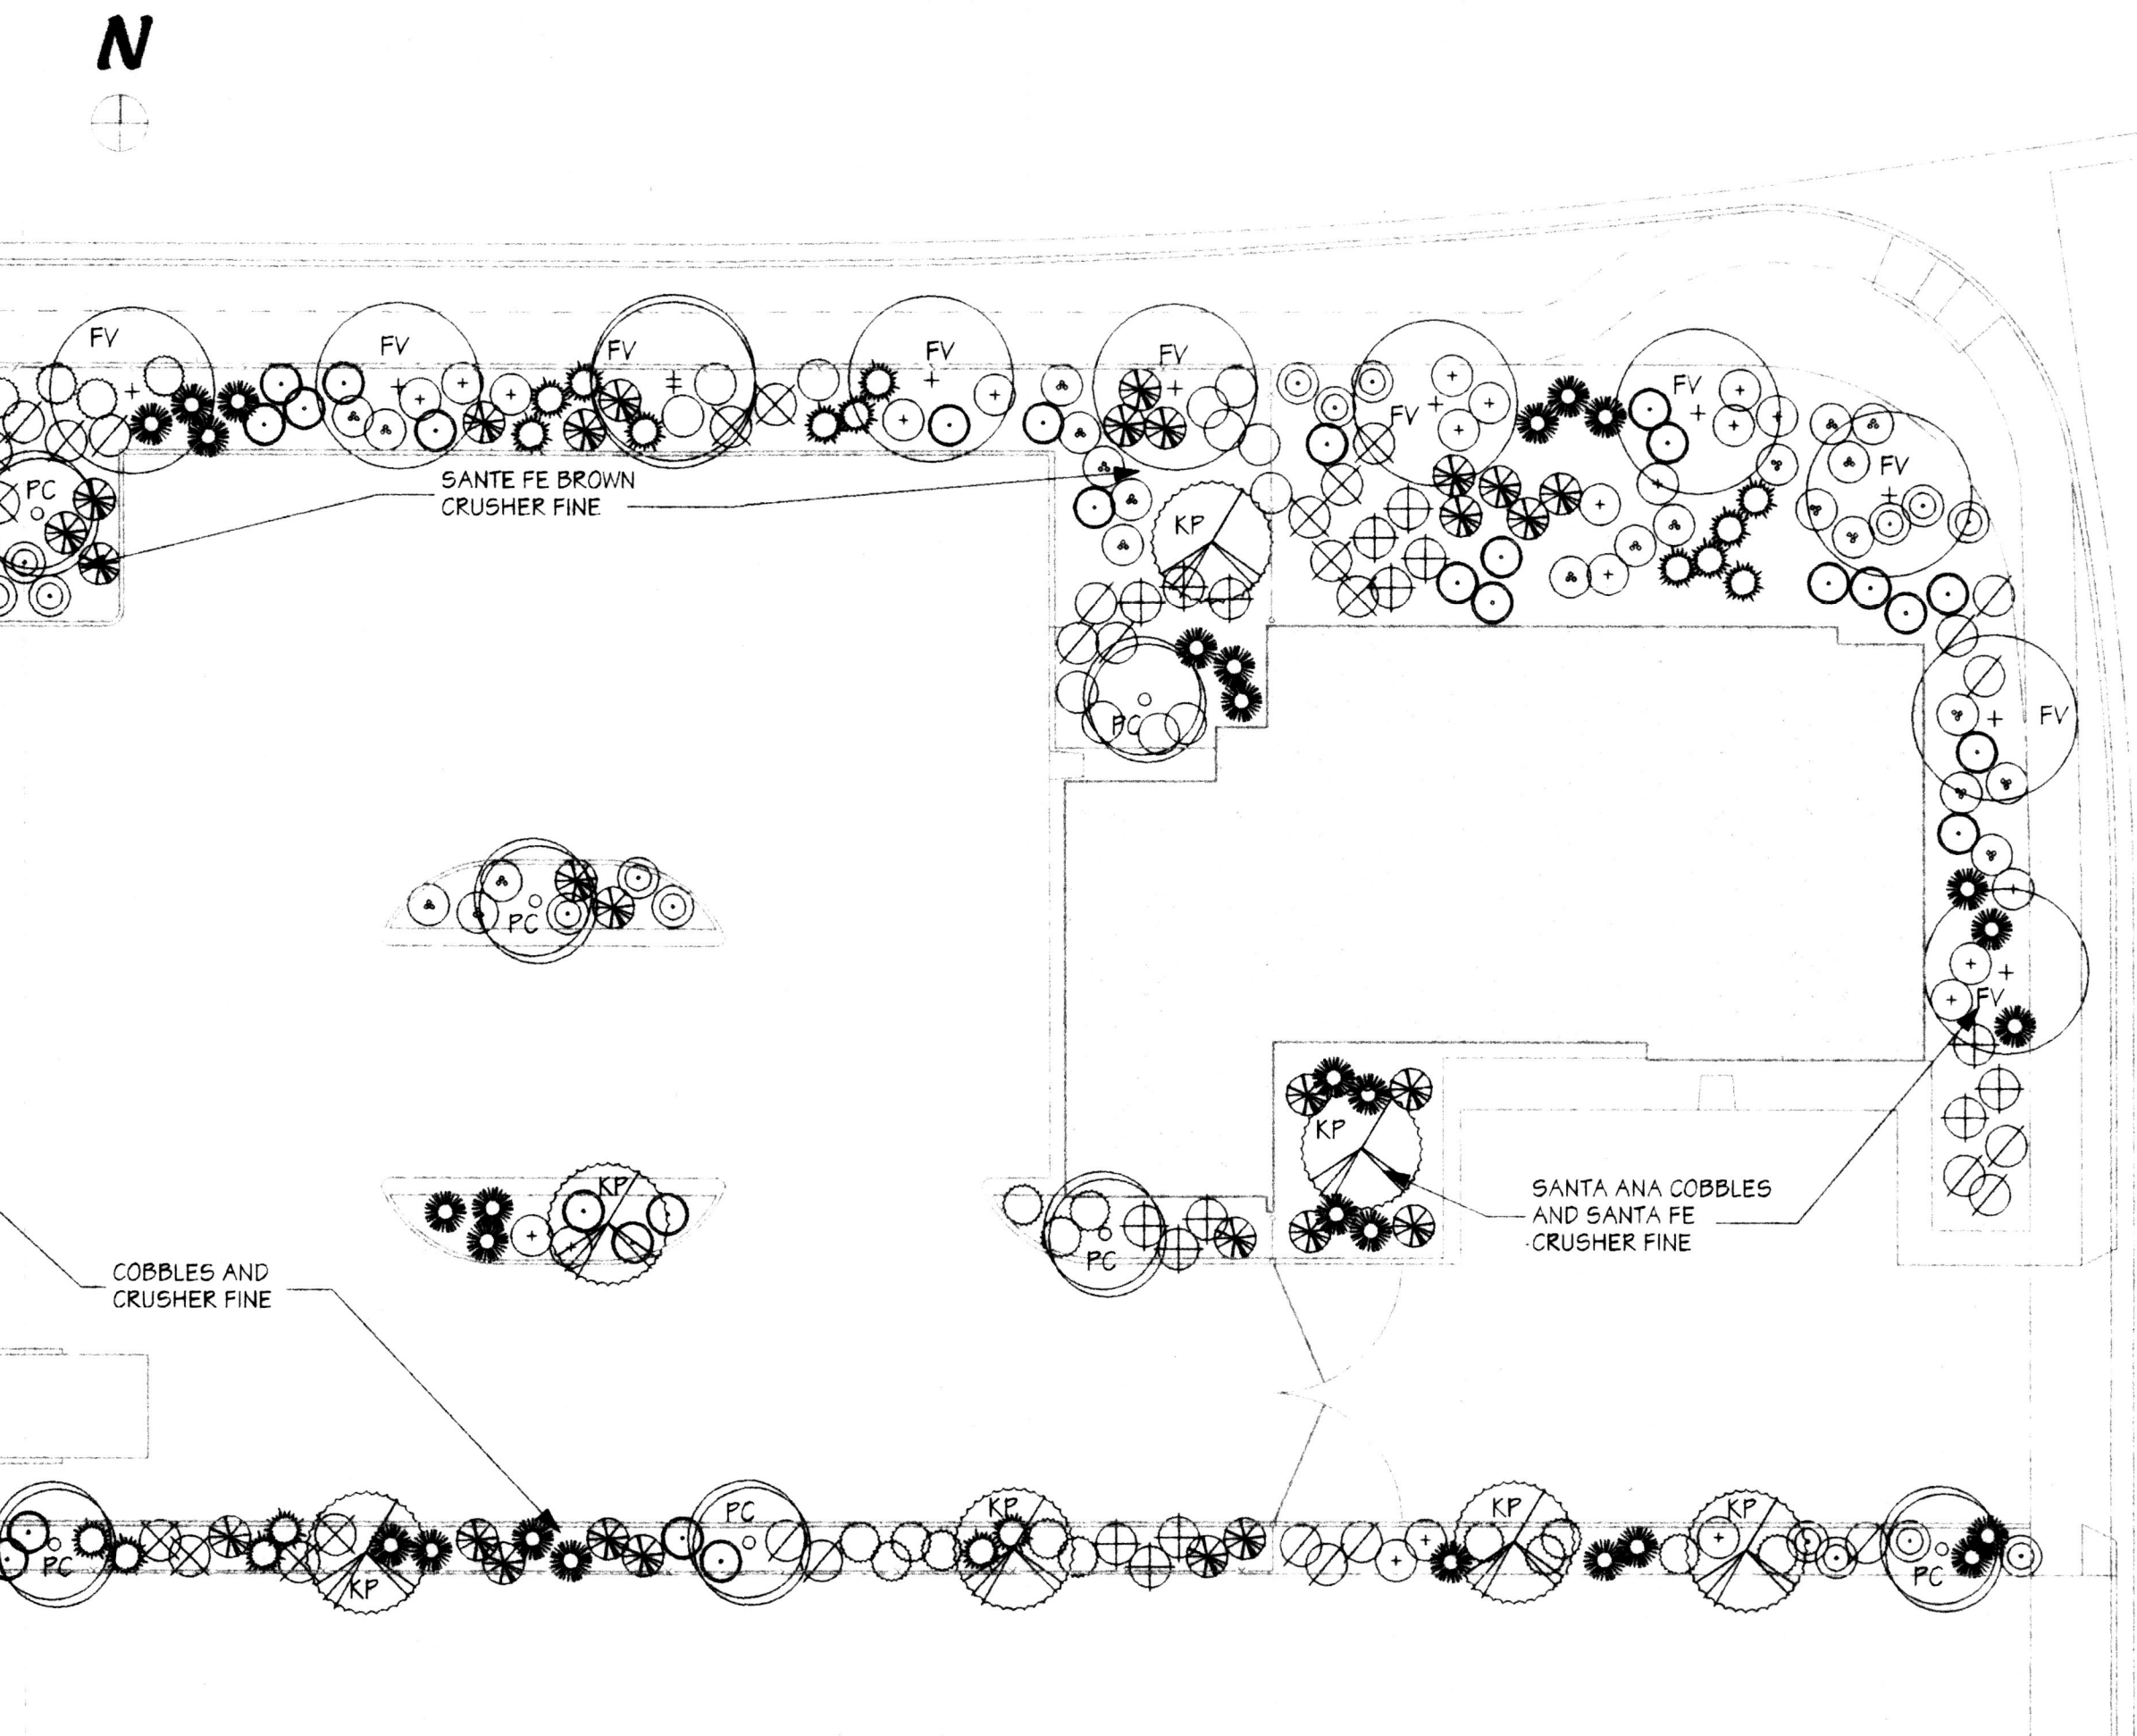 N
FV
FV
FV
FV
FV
FV
FV
FV
PC
SANTE FE BROWN
CRUSHER FINE
KP
PC
FV
PC
FV
KP
KP
PC
SANTA ANA COBBLES
AND SANTA FE
CRUSHER FINE
COBBLES AND
CRUSHER FINE
PC
KP
KP
KP
PC
KP
PC